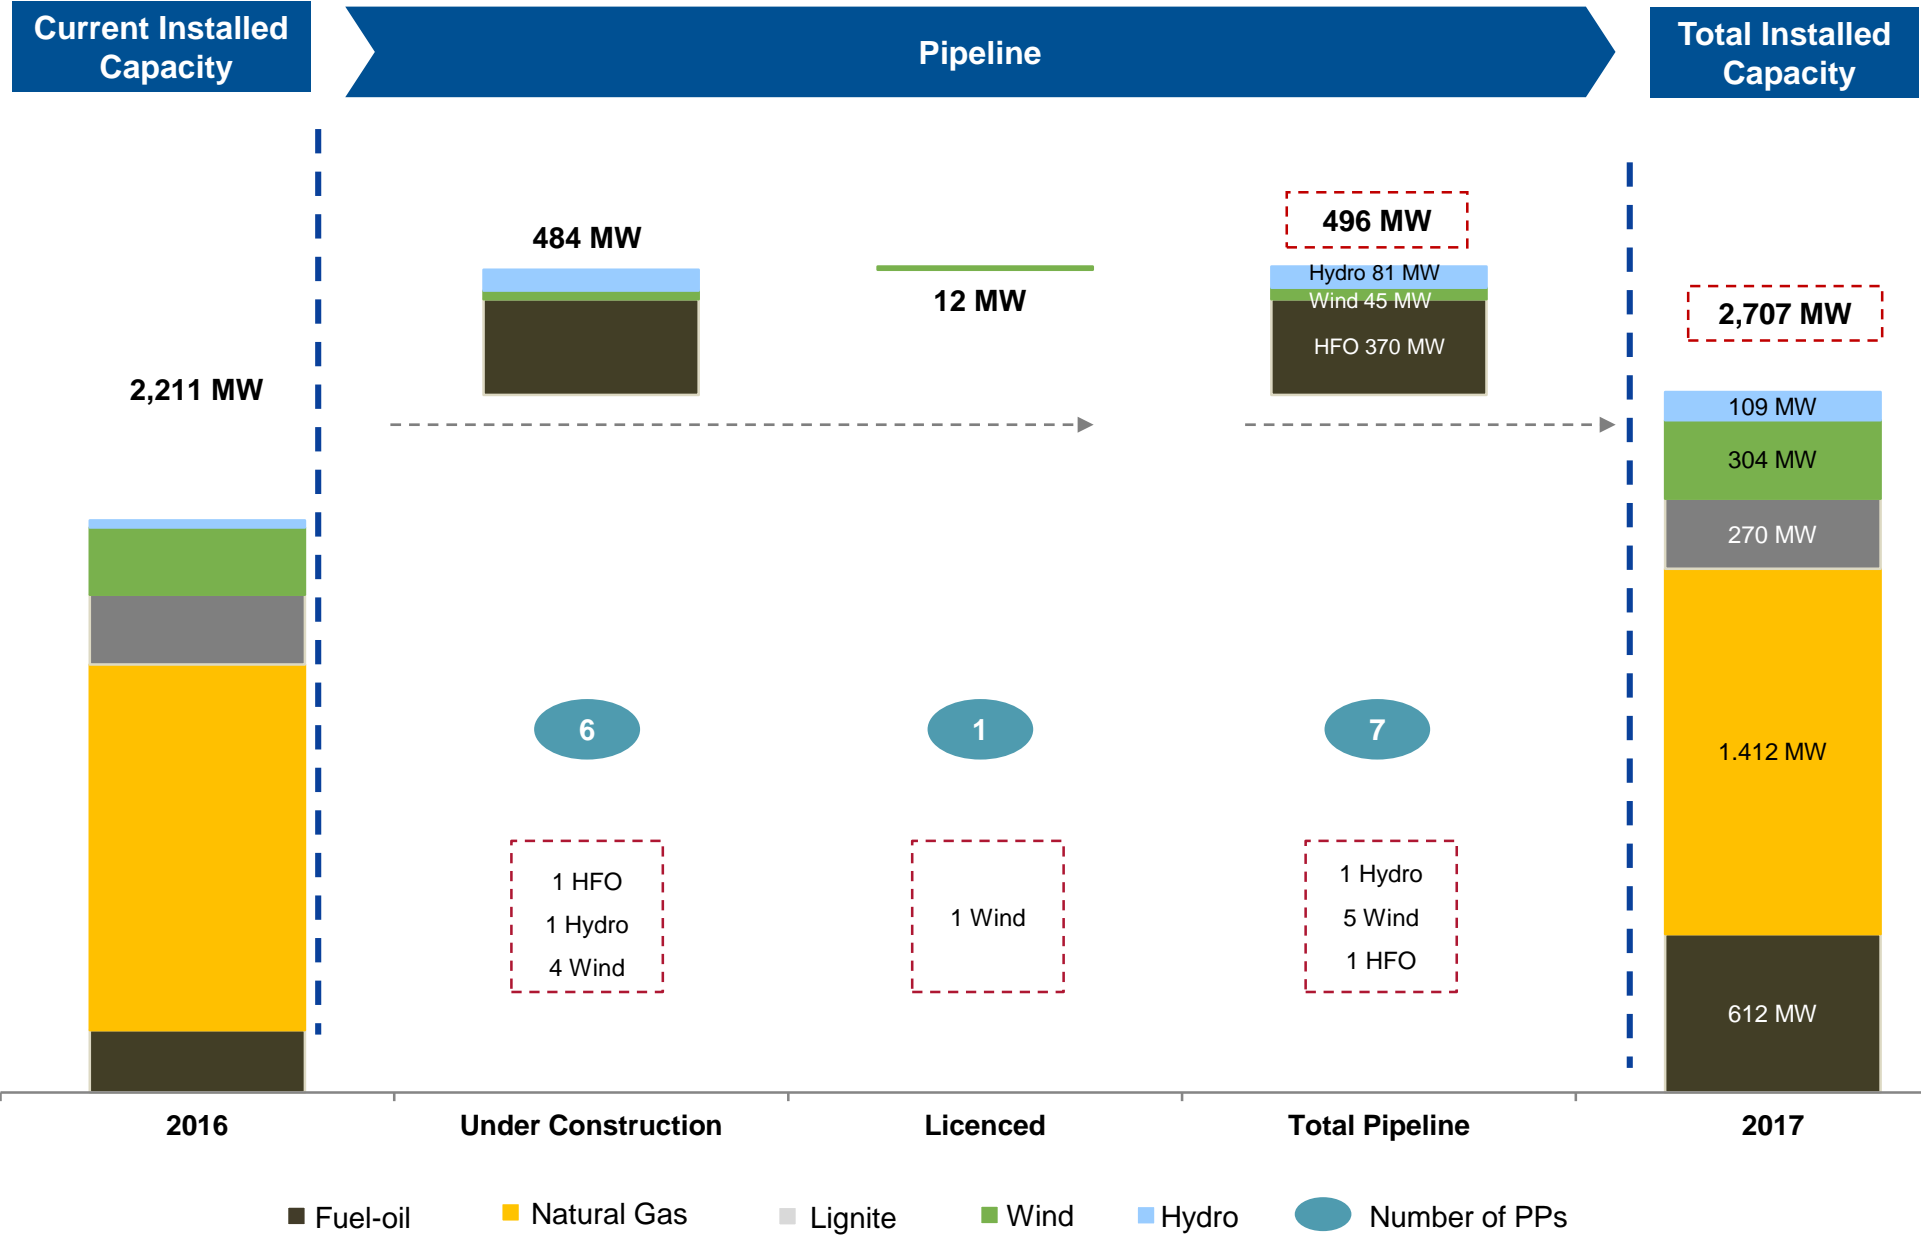 Current Installed
Capacity
Pipeline
Total Installed
Capacity
2,211 MW
484 MW
12 MW
496 MW
Hydro 81 MW
Wind 45 MW
HFO 370 MW
2,707 MW
109 MW
304 MW
270 MW
1.412 MW
612 MW
6
1
7
1 HFO
1 Hydro
4 Wind
1 Wind
1 Hydro
5 Wind
1 HFO
2016
Under Construction
Licenced
Total Pipeline
2017
Fuel-oil
Natural Gas
Lignite
Wind
Hydro
Number of PPs